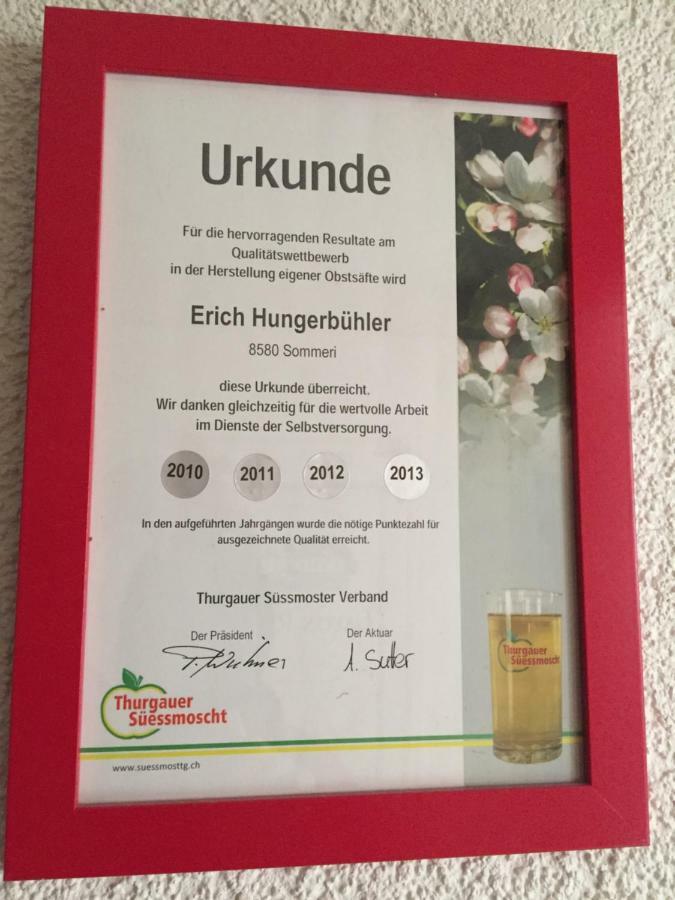 Urkunde
Für die hervorragenden Resultate am
Qualitätswettbewerb
in der Herstellung eigener Obstsäfte wird
Erich Hungerbühler
8580 Sommeri
diese Urkunde überreicht.
Wir danken gleichzeitig für die wertvolle Arbeit
im Dienste der Selbstversorgung.
2010 2011 2012 2013
In den aufgeführten Jahrgängen wurde die nötige Punktezahl für
ausgezeichnete Qualität erreicht.
Thurgauer Süssmoster Verband
Der Präsident Der Aktuar
A. Sutter
Thurgauer
Süessmoscht
www.suessmosttg.ch
Thurgauer
Süessmoscht